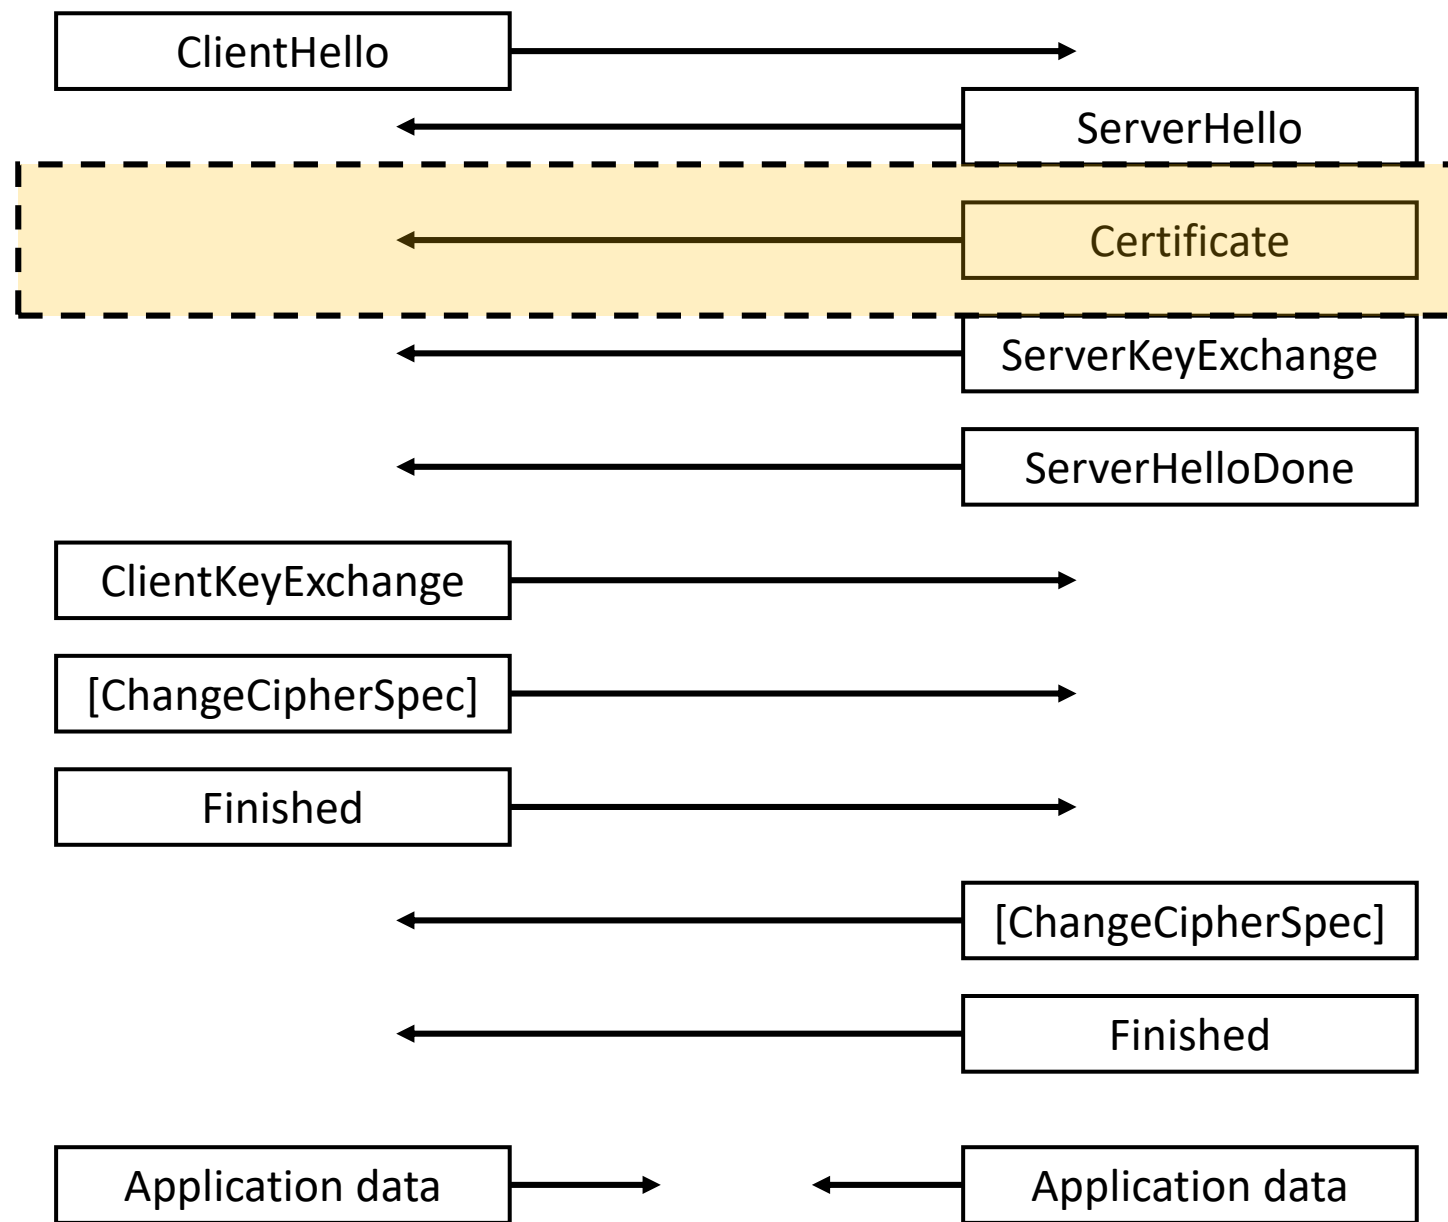 ClientHello
ServerHello
Certificate
ServerKeyExchange
ServerHelloDone
ClientKeyExchange
[ChangeCipherSpec]
Finished
[ChangeCipherSpec]
Finished
Application data
Application data